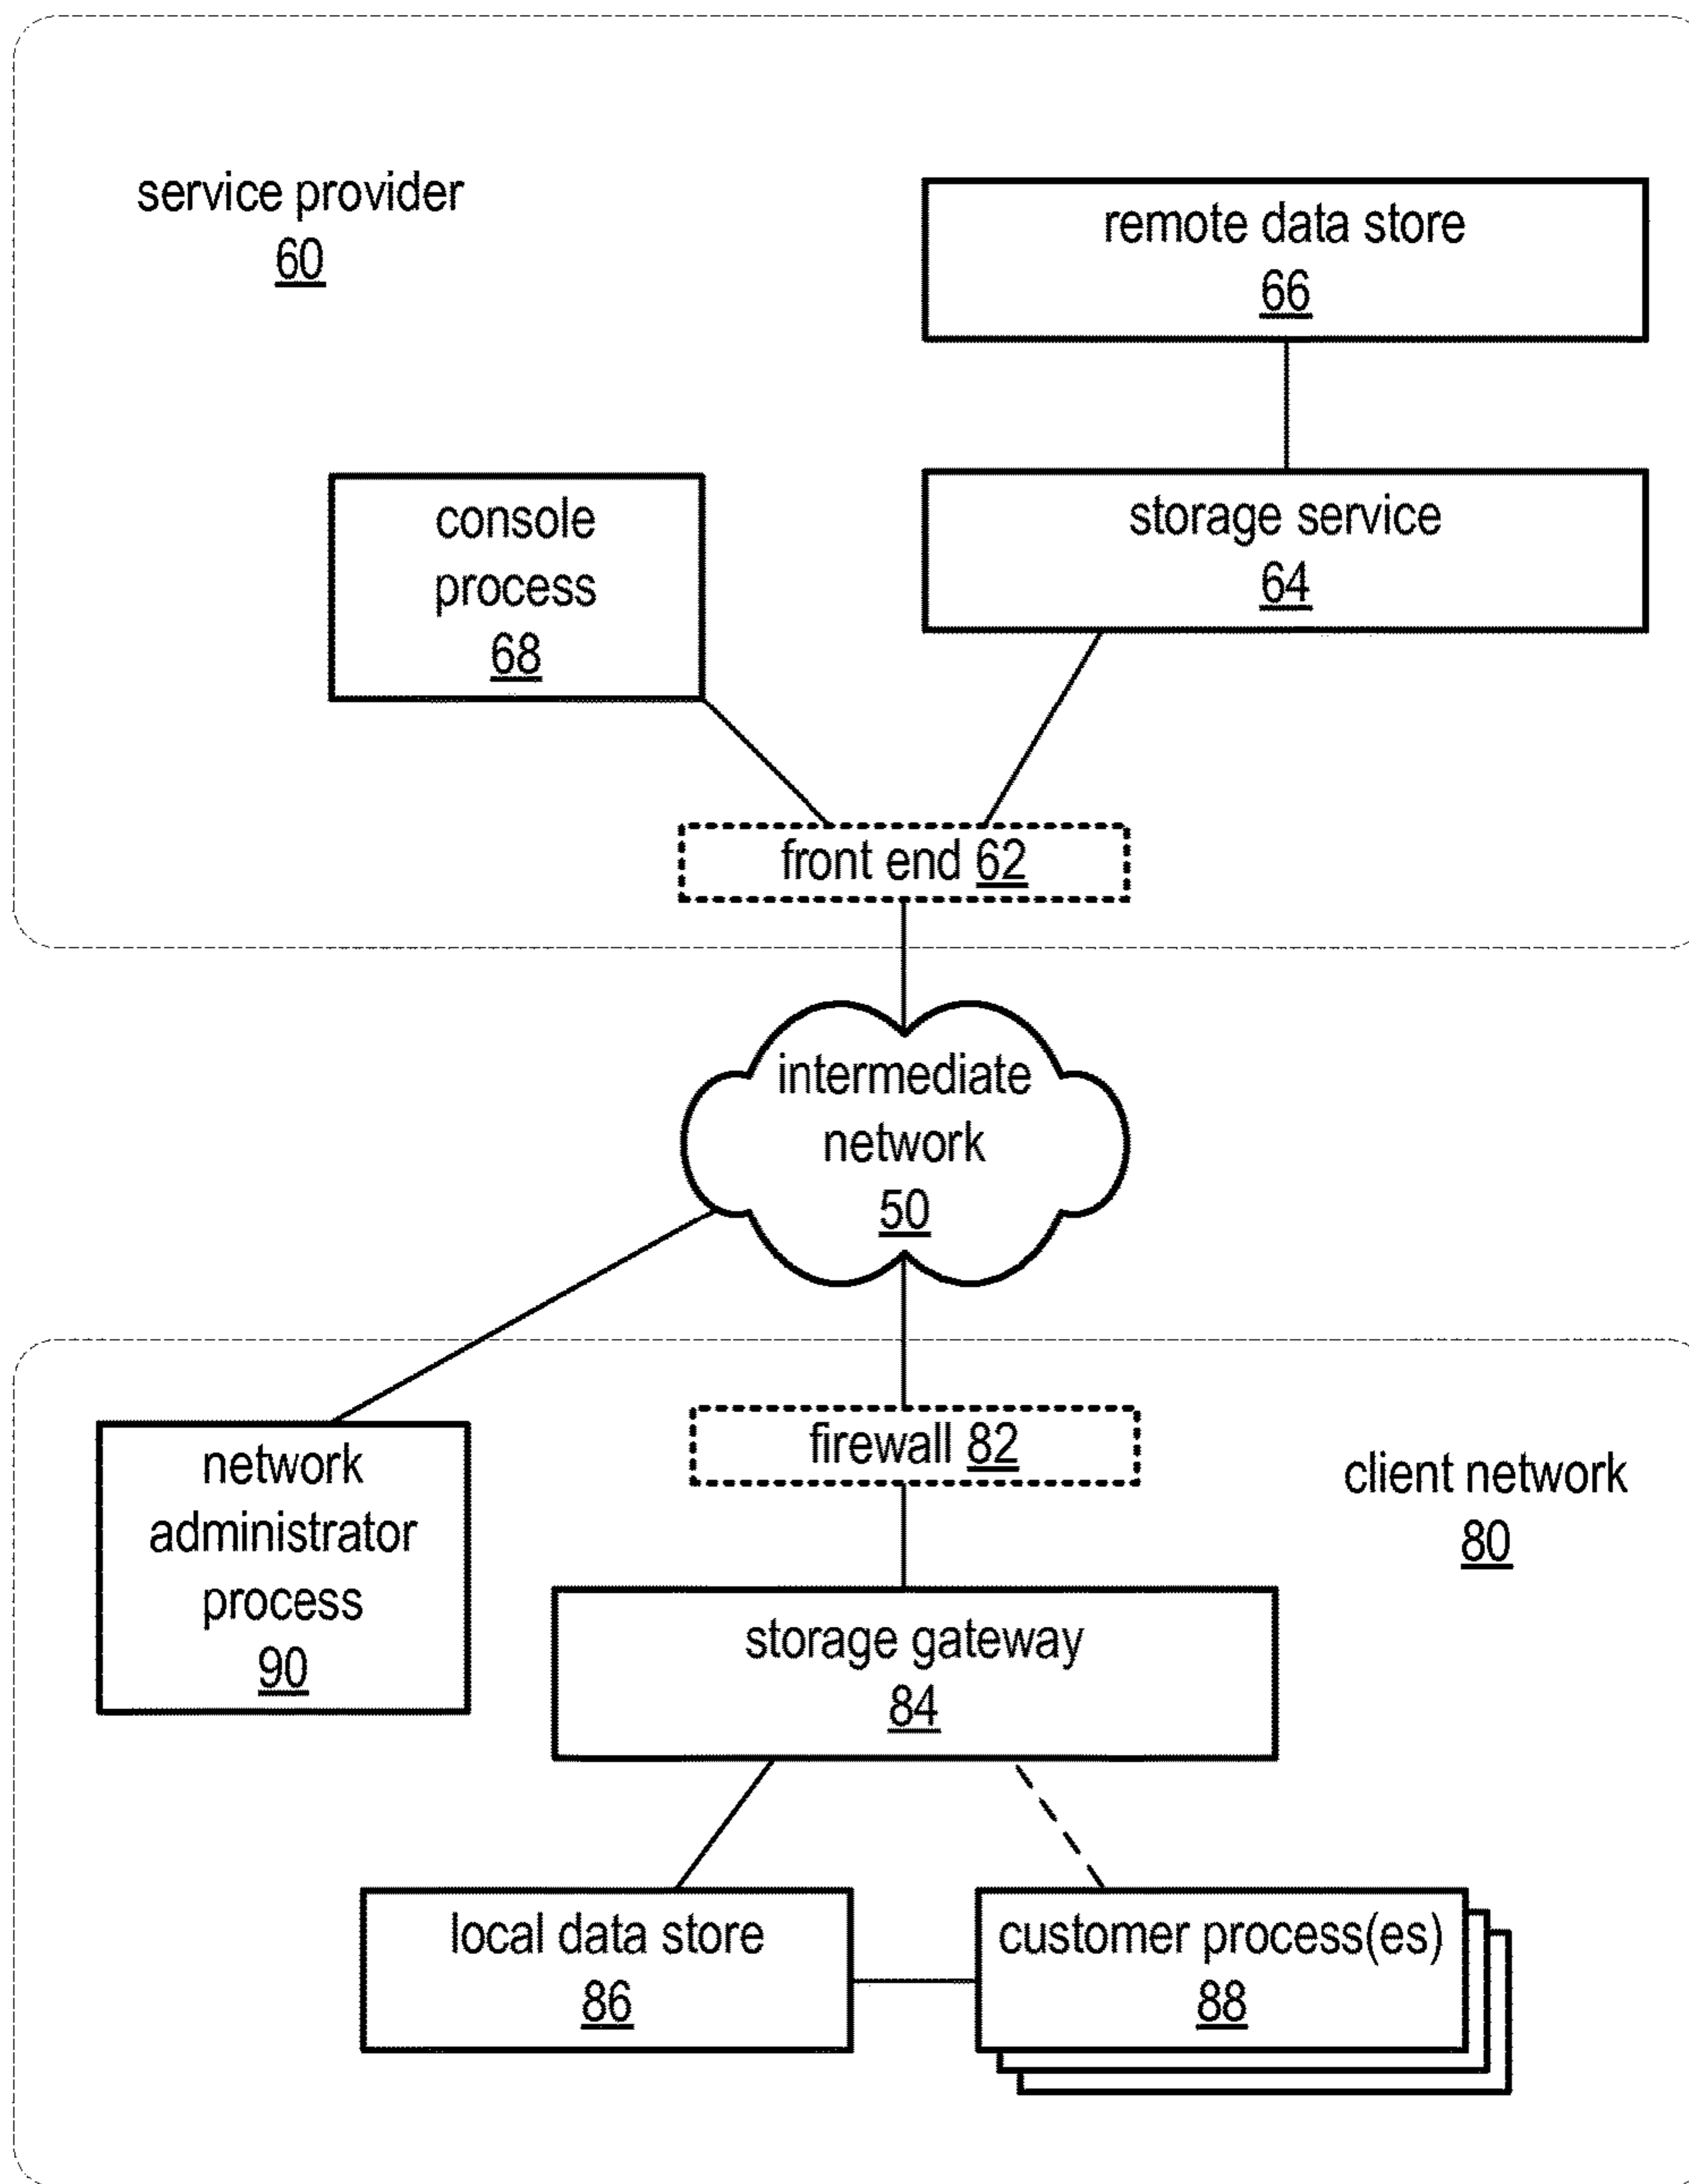 service provider
60
remote data store
66
console
process
68
storage service
64
front end 62
intermediate
network
50
network
administrator
process
90
firewall 82
client network
80
storage gateway
84
local data store
86
customer process(es)
88